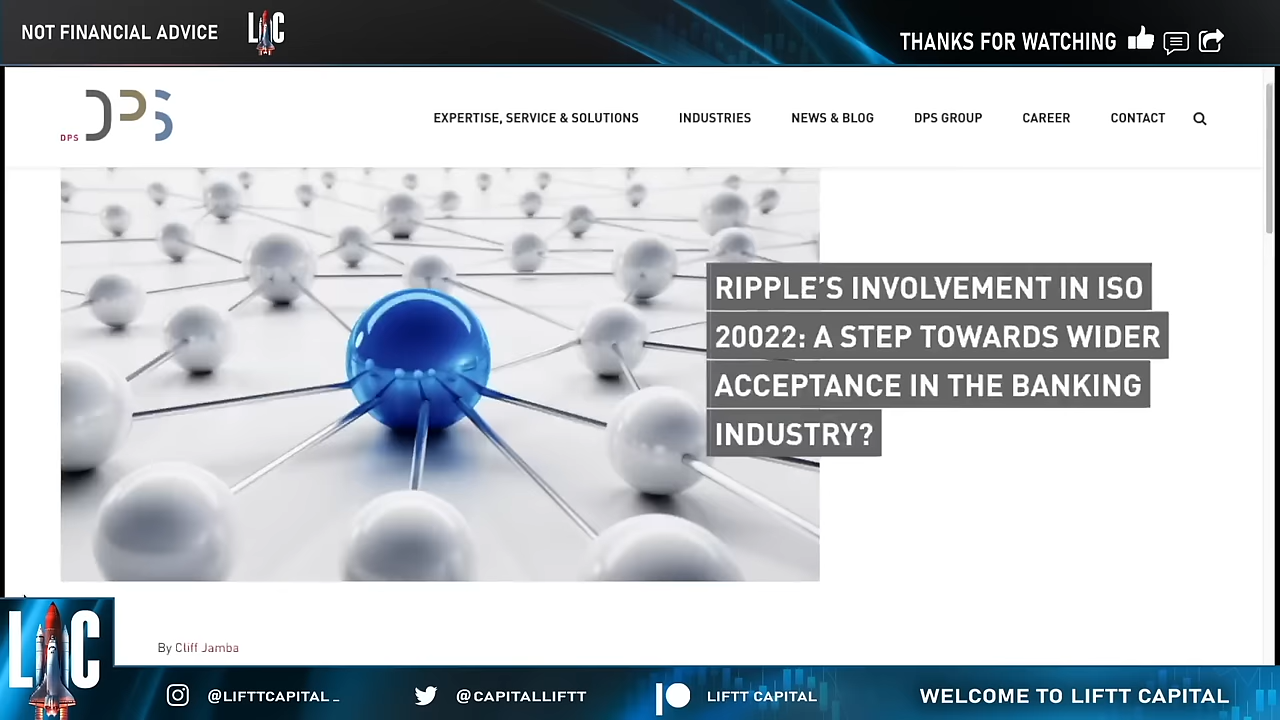 NOT FINANCIAL ADVICE
LC
THANKS FOR WATCHING
DPS
DPS
EXPERTISE, SERVICE & SOLUTIONS
INDUSTRIES
NEWS & BLOG
DPS GROUP
CAREER
CONTACT
RIPPLE’S INVOLVEMENT IN ISO
20022: A STEP TOWARDS WIDER
ACCEPTANCE IN THE BANKING
INDUSTRY?
By Cliff Jamba
LC
@LIFTTCAPITAL_
@CAPITALLIFTT
LIFTT CAPITAL
WELCOME TO LIFTT CAPITAL